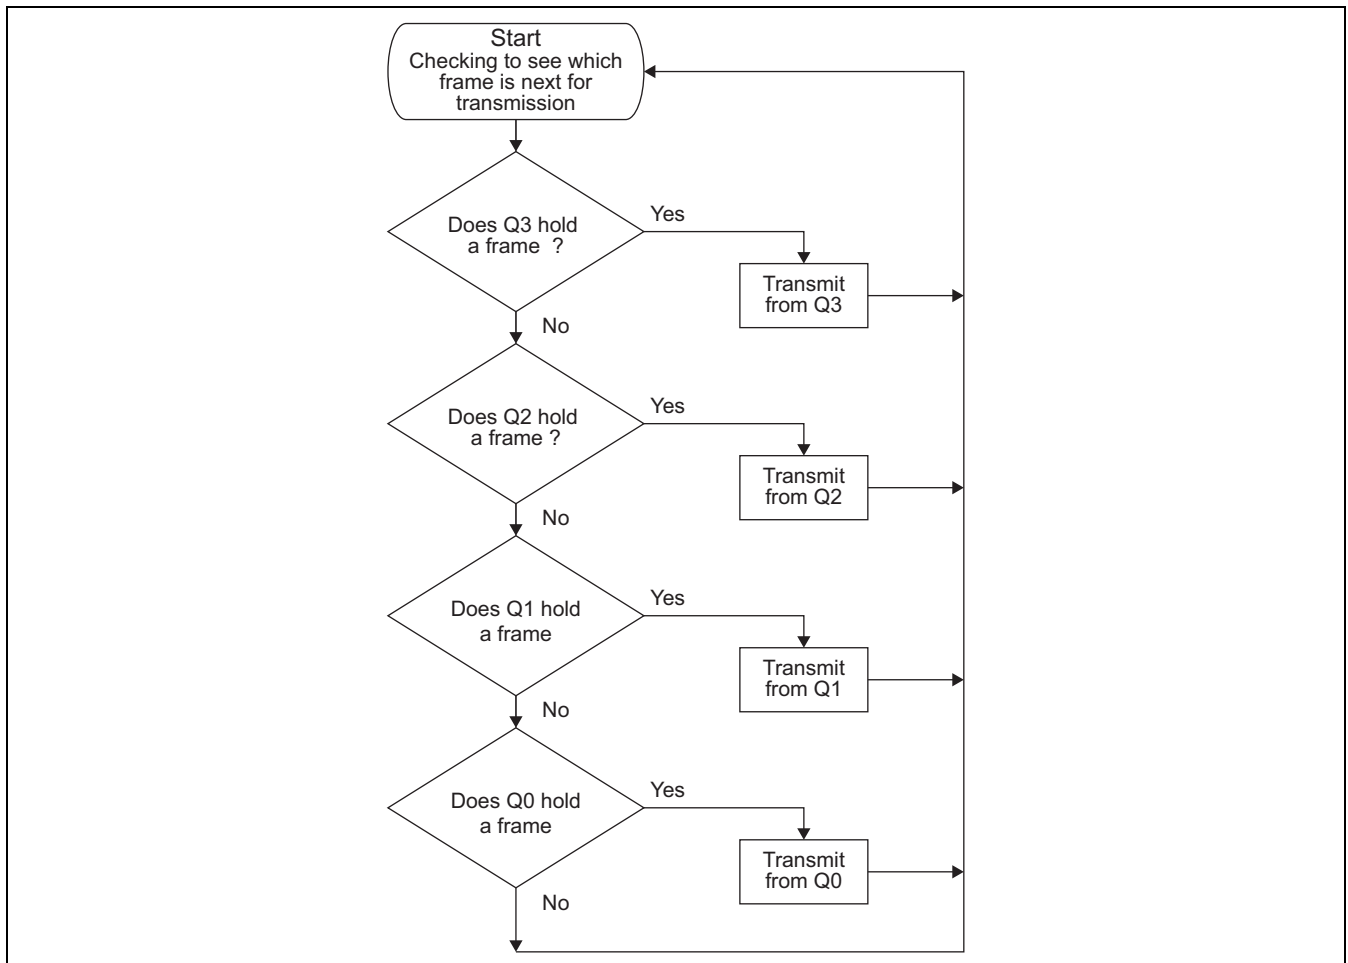 Start
Checking to see which
frame is next for
transmission
Does Q3 hold
a frame ?
Yes
Transmit
from Q3
No
Does Q2 hold
a frame ?
Yes
Transmit
from Q2
No
Does Q1 hold
a frame
Yes
Transmit
from Q1
No
Does Q0 hold
a frame
Yes
Transmit
from Q0
No